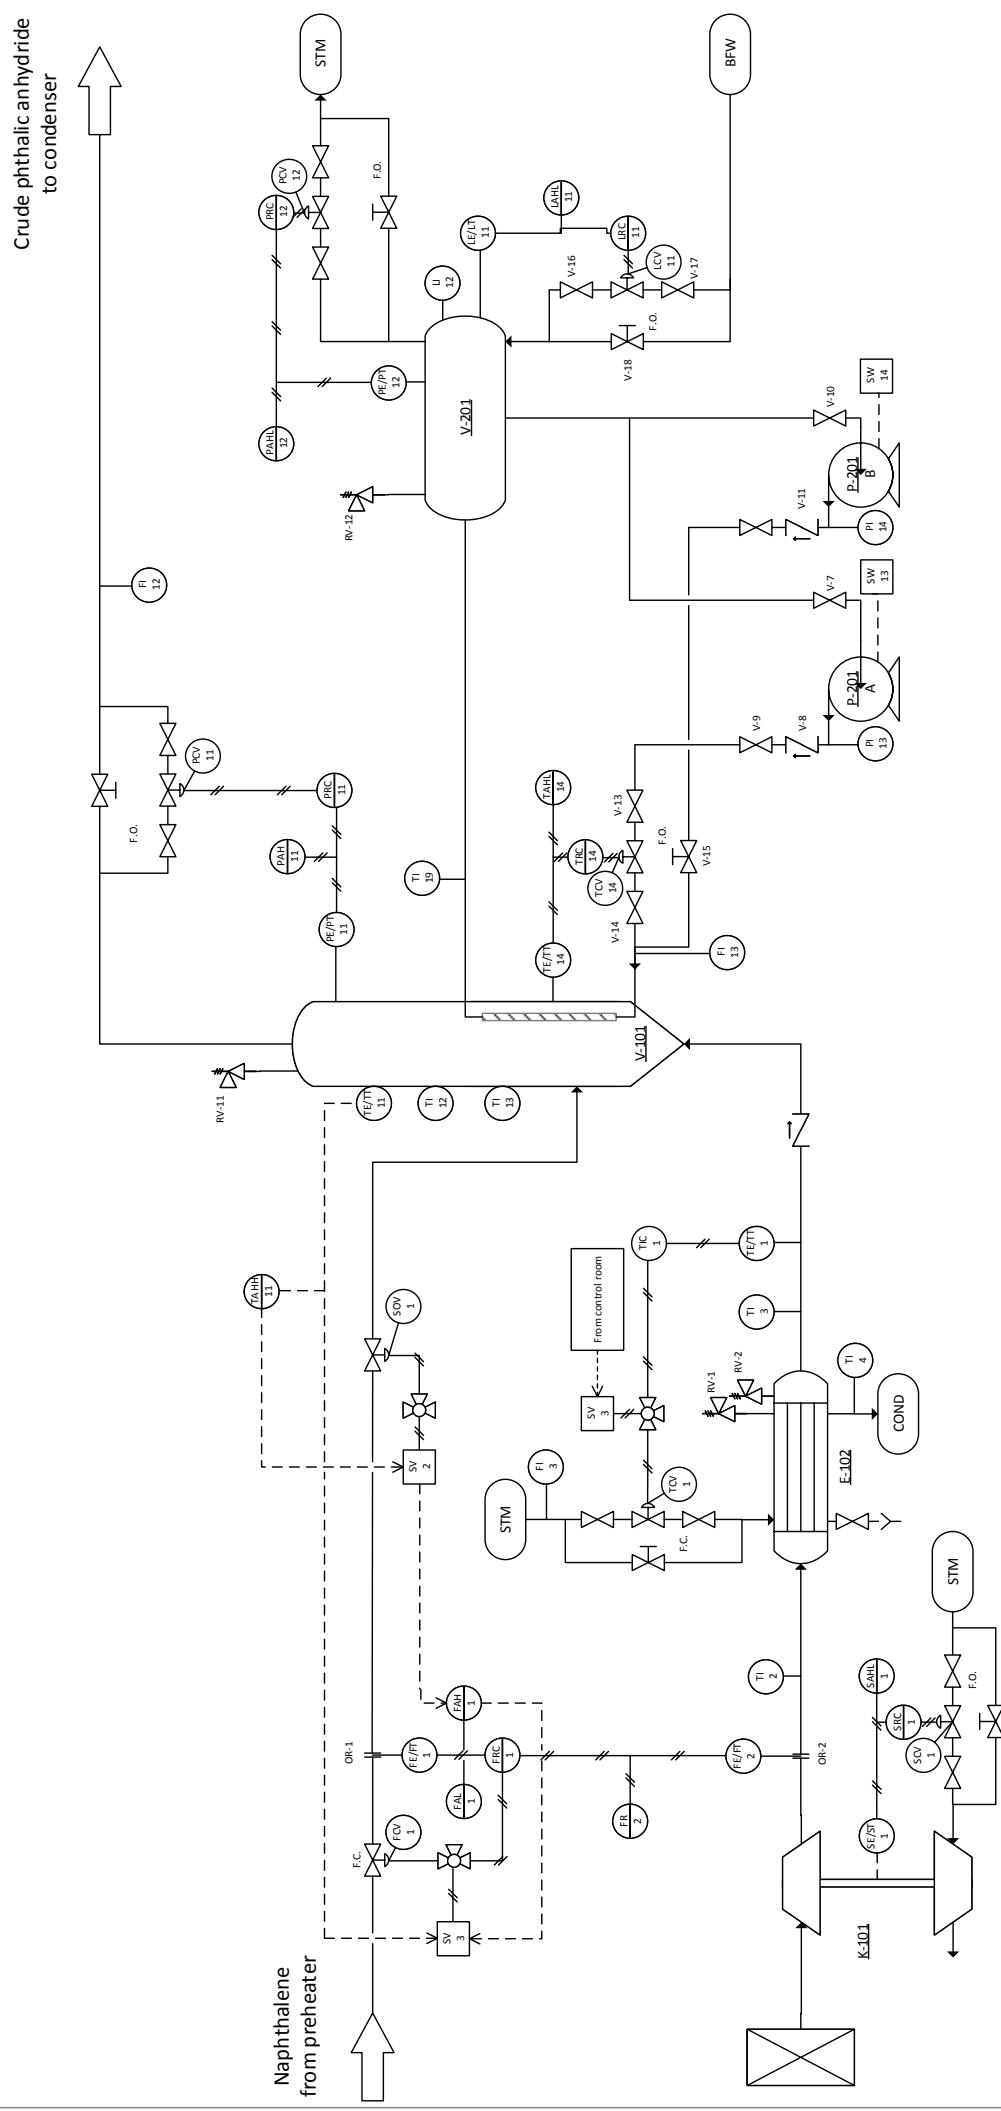 Crude phthalic anhydride
to condenser
STM
BFW
PCV
12
PRC
12
F.O.
LAHL
11
LE/LT
11
LRC
11
LCV
11
V-16
V-17
LI
12
F.O.
V-18
PE/PT
12
PAHL
12
V-201
RV-12
SW
14
V-10
P-201
B
V-11
PI
14
FI
12
SW
13
V-7
P-201
A
V-9
V-8
PI
13
PCV
11
F.O.
PRC
11
PAH
11
PE/PT
11
TI
19
TAHL
14
TRC
14
TCV
14
V-13
F.O.
V-15
V-14
TE/TT
14
FI
13
V-101
RV-11
TE/TT
11
TI
12
TI
13
TAHH
11
SOV
1
SV
2
From control room
TIC
1
TE/TT
1
TI
3
SV
3
RV-1
RV-2
TI
4
COND
E-102
FI
3
STM
TCV
1
F.C.
STM
TI
2
SAHL
1
SRC
1
SCV
1
F.O.
SE/ST
1
FAH
1
OR-1
FE/FT
1
FRC
1
FE/FT
2
OR-2
FAL
1
FR
2
F.C.
FCV
1
SV
3
K-101
Naphthalene
from preheater